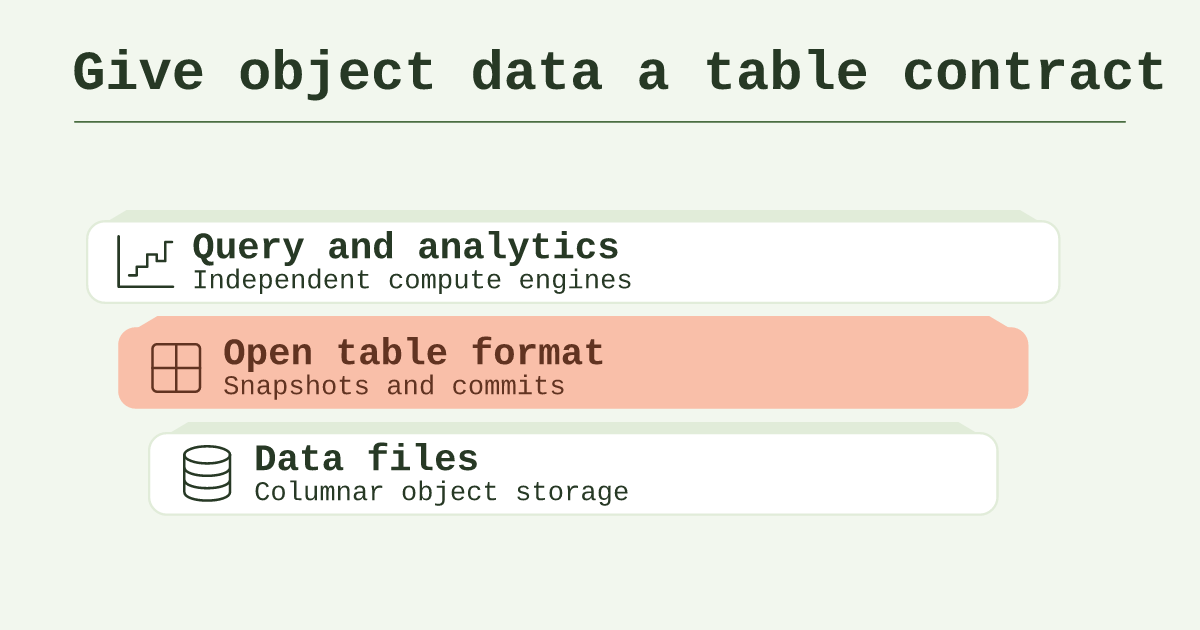 Give object data a table contract
Query and analytics
Independent compute engines
Open table format
Snapshots and commits
Data files
Columnar object storage